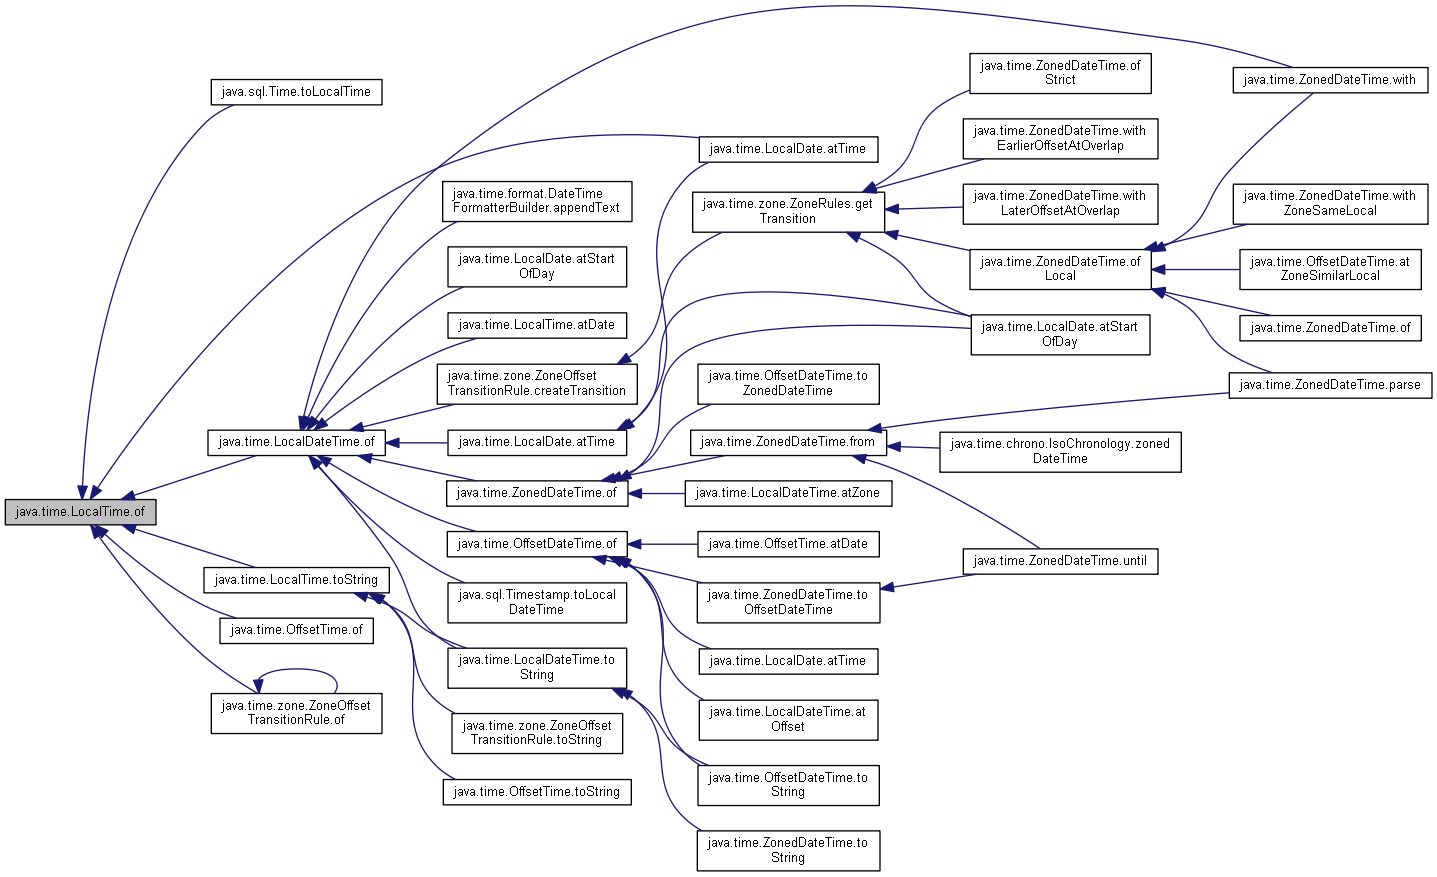 java.time.LocalTime.of
java.sql.Time.toLocalTime
java.time.LocalDateTime.of
java.time.LocalTime.toString
java.time.OffsetTime.of
java.time.zone.ZoneOffset
TransitionRule.of
java.time.format.DateTime
FormatterBuilder.appendText
java.time.LocalDate.atStart
OfDay
java.time.LocalTime.atDate
java.time.zone.ZoneOffset
TransitionRule.createTransition
java.time.LocalDate.atTime
java.time.ZonedDateTime.of
java.time.OffsetDateTime.of
java.sql.Timestamp.toLocal
DateTime
java.time.LocalDateTime.to
String
java.time.zone.ZoneOffset
TransitionRule.toString
java.time.OffsetTime.toString
java.time.LocalDate.atTime
java.time.zone.ZoneRules.get
Transition
java.time.OffsetDateTime.to
ZonedDateTime
java.time.ZonedDateTime.from
java.time.LocalDateTime.atZone
java.time.OffsetTime.atDate
java.time.ZonedDateTime.to
OffsetDateTime
java.time.LocalDate.atTime
java.time.LocalDateTime.at
Offset
java.time.OffsetDateTime.to
String
java.time.ZonedDateTime.to
String
java.time.ZonedDateTime.of
Strict
java.time.ZonedDateTime.with
EarlierOffsetAtOverlap
java.time.ZonedDateTime.with
LaterOffsetAtOverlap
java.time.ZonedDateTime.of
Local
java.time.LocalDate.atStart
OfDay
java.time.chrono.IsoChronology.zoned
DateTime
java.time.ZonedDateTime.until
java.time.ZonedDateTime.with
java.time.ZonedDateTime.with
ZoneSameLocal
java.time.OffsetDateTime.at
ZoneSimilarLocal
java.time.ZonedDateTime.of
java.time.ZonedDateTime.parse